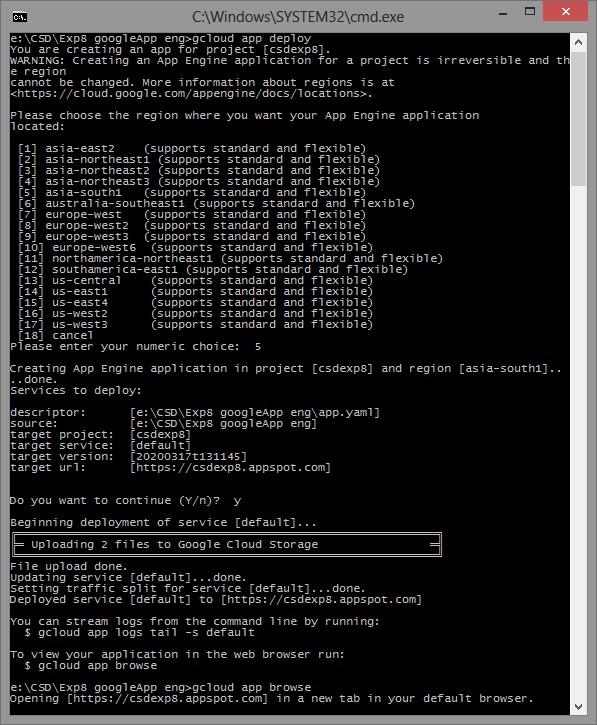 C:\Windows\SYSTEM32\cmd.exe
e:\CSD\Exp8 googleApp eng>gcloud app deploy
You are creating an app for project [csdexp8].
WARNING: Creating an App Engine application for a project is irreversible and th
e region
cannot be changed. More information about regions is at
<https://cloud.google.com/appengine/docs/locations>.
Please choose the region where you want your App Engine application
located:
[1] asia-east2    (supports standard and flexible)
[2] asia-northeast1 (supports standard and flexible)
[3] asia-northeast2 (supports standard and flexible)
[4] asia-northeast3 (supports standard and flexible)
[5] asia-south1   (supports standard and flexible)
[6] australia-southeast1 (supports standard and flexible)
[7] europe-west   (supports standard and flexible)
[8] europe-west2  (supports standard and flexible)
[9] europe-west3  (supports standard and flexible)
[10] europe-west6  (supports standard and flexible)
[11] northamerica-northeast1 (supports standard and flexible)
[12] southamerica-east1 (supports standard and flexible)
[13] us-central    (supports standard and flexible)
[14] us-east1      (supports standard and flexible)
[15] us-east4      (supports standard and flexible)
[16] us-west2      (supports standard and flexible)
[17] us-west3      (supports standard and flexible)
[18] cancel
Please enter your numeric choice:  5
Creating App Engine application in project [csdexp8] and region [asia-south1]..
..done.
Services to deploy:
descriptor:      [e:\CSD\Exp8 googleApp eng\app.yaml]
source:          [e:\CSD\Exp8 googleApp eng]
target project:  [csdexp8]
target service:  [default]
target version:  [20200317t131145]
target url:      [https://csdexp8.appspot.com]
Do you want to continue (Y/n)?  y
Beginning deployment of service [default]...
Uploading 2 files to Google Cloud Storage
File upload done.
Updating service [default]...done.
Setting traffic split for service [default]...done.
Deployed service [default] to [https://csdexp8.appspot.com]
You can stream logs from the command line by running:
$ gcloud app logs tail -s default
To view your application in the web browser run:
$ gcloud app browse
e:\CSD\Exp8 googleApp eng>gcloud app browse
Opening [https://csdexp8.appspot.com] in a new tab in your default browser.